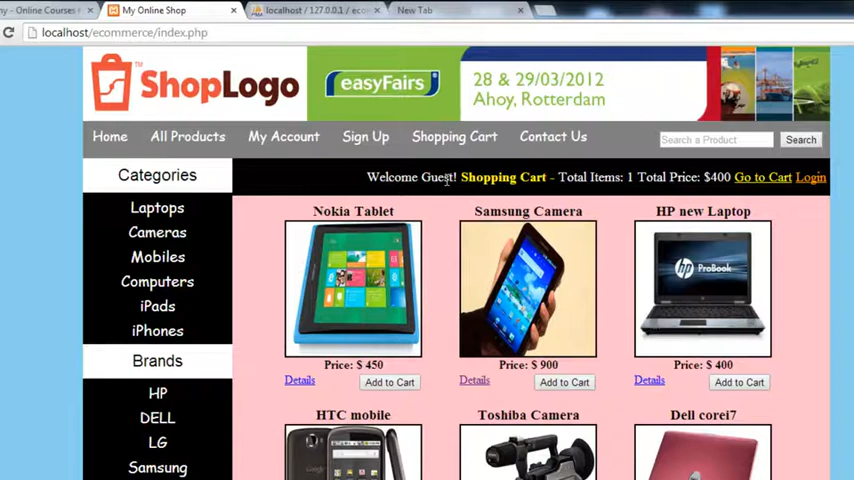 ny - Online Courses
My Online Shop
localhost / 127.0.0.1 / eco
New Tab
localhost/ecommerce/index.php
ShopLogo
TM
easyFairs
28 & 29/03/2012
Ahoy, Rotterdam
Home All Products My Account Sign Up Shopping Cart Contact Us Search a Product Search
Categories
Welcome Guest! Shopping Cart - Total Items: 1 Total Price: $400 Go to Cart Login
Laptops
Cameras
Mobiles
Computers
iPads
iPhones
Brands
HP
DELL
LG
Samsung
Nokia Tablet Samsung Camera HP new Laptop
hp ProBook
Price: $ 450 Price: $ 900 Price: $ 400
Details Add to Cart Details Add to Cart Details Add to Cart
HTC mobile Toshiba Camera Dell corei7